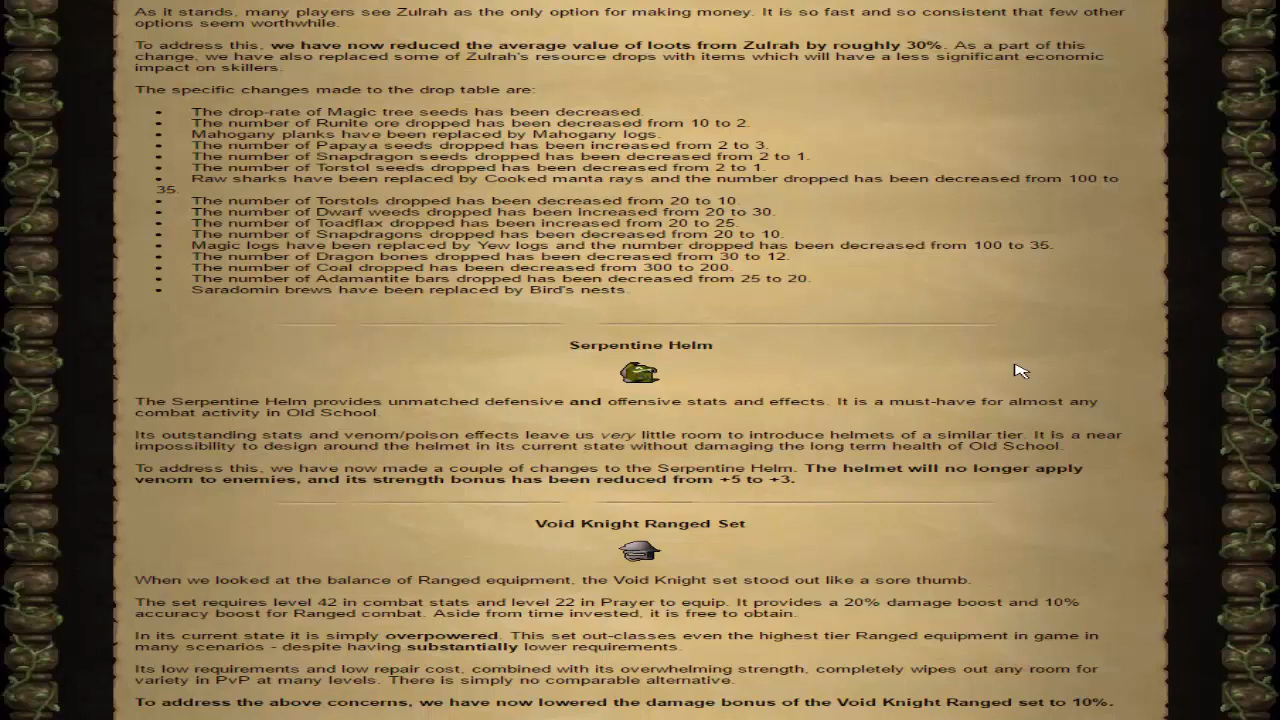 As it stands, many players see Zulrah as the only option for making money. It is so fast and so consistent that few other
options seem worthwhile.
To address this, we have now reduced the average value of loots from Zulrah by roughly 30%. As a part of this
change, we have also replaced some of Zulrah's resource drops with items which will have a less significant economic
impact on skillers.
The specific changes made to the drop table are:
• The drop-rate of Magic tree seeds has been decreased.
• The number of Runite ore dropped has been decreased from 10 to 2.
• Mahogany planks have been replaced by Mahogany logs.
• The number of Papaya seeds dropped has been increased from 2 to 3.
• The number of Snapdragon seeds dropped has been decreased from 2 to 1.
• The number of Torstol seeds dropped has been decreased from 2 to 1.
• Raw sharks have been replaced by Cooked manta rays and the number dropped has been decreased from 100 to
35.
• The number of Torstols dropped has been decreased from 20 to 10.
• The number of Dwarf weeds dropped has been increased from 20 to 30.
• The number of Toadflax dropped has been increased from 20 to 25.
• The number of Snapdragons dropped has been decreased from 20 to 10.
• Magic logs have been replaced by Yew logs and the number dropped has been decreased from 100 to 35.
• The number of Dragon bones dropped has been decreased from 30 to 12.
• The number of Coal dropped has been decreased from 300 to 200.
• The number of Adamantite bars dropped has been decreased from 25 to 20.
• Saradomin brews have been replaced by Bird's nests.
Serpentine Helm
The Serpentine Helm provides unmatched defensive and offensive stats and effects. It is a must-have for almost any
combat activity in Old School.
Its outstanding stats and venom/poison effects leave us very little room to introduce helmets of a similar tier. It is a near
impossibility to design around the helmet in its current state without damaging the long term health of Old School.
To address this, we have now made a couple of changes to the Serpentine Helm. The helmet will no longer apply
venom to enemies, and its strength bonus has been reduced from +5 to +3.
Void Knight Ranged Set
When we looked at the balance of Ranged equipment, the Void Knight set stood out like a sore thumb.
The set requires level 42 in combat stats and level 22 in Prayer to equip. It provides a 20% damage boost and 10%
accuracy boost for Ranged combat. Aside from time invested, it is free to obtain.
In its current state it is simply overpowered. This set out-classes even the highest tier Ranged equipment in game in
many scenarios - despite having substantially lower requirements.
Its low requirements and low repair cost, combined with its overwhelming strength, completely wipes out any room for
variety in PvP at many levels. There is simply no comparable alternative.
To address the above concerns, we have now lowered the damage bonus of the Void Knight Ranged set to 10%.